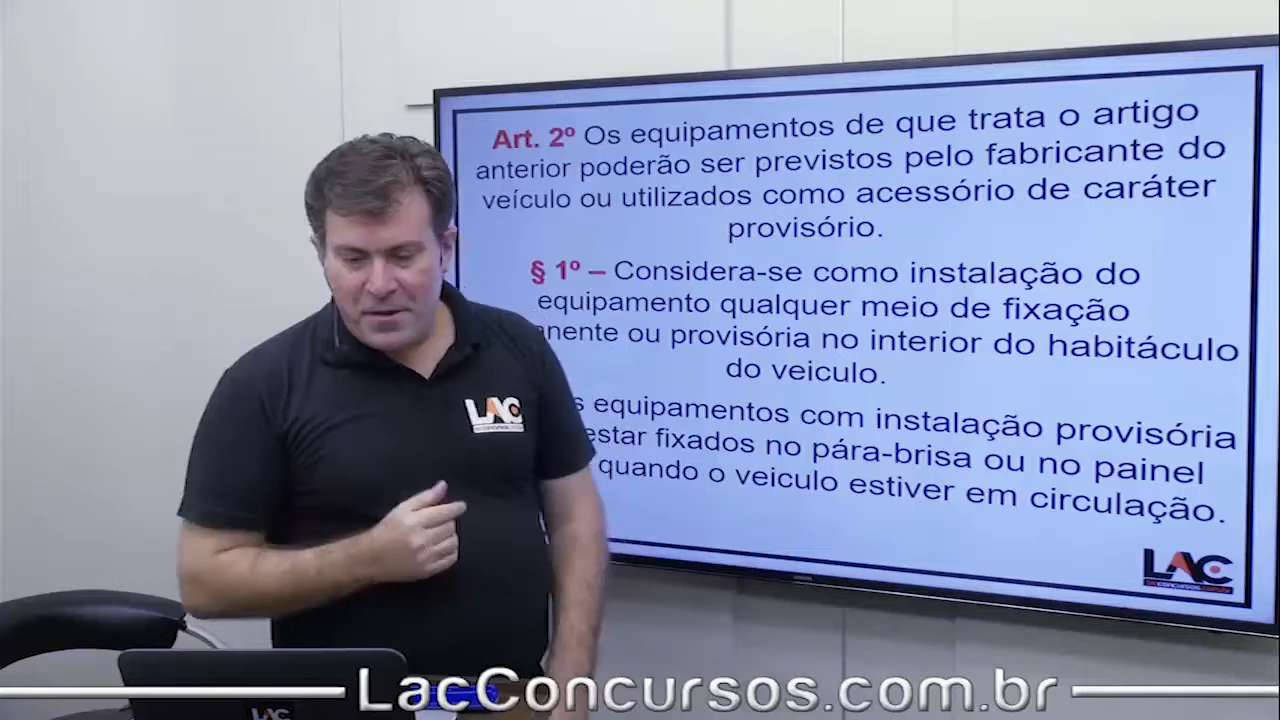 Art. 2º Os equipamentos de que trata o artigo
anterior poderão ser previstos pelo fabricante do
veículo ou utilizados como acessório de caráter
provisório.
§ 1º – Considera-se como instalação do
equipamento qualquer meio de fixação
ou provisória no interior do habitáculo
do veiculo.
equipamentos com instalação provisória
estar fixados no pára-brisa ou no painel
quando o veiculo estiver em circulação.
LAC
LAC
LAC
LacConcursos.com.br